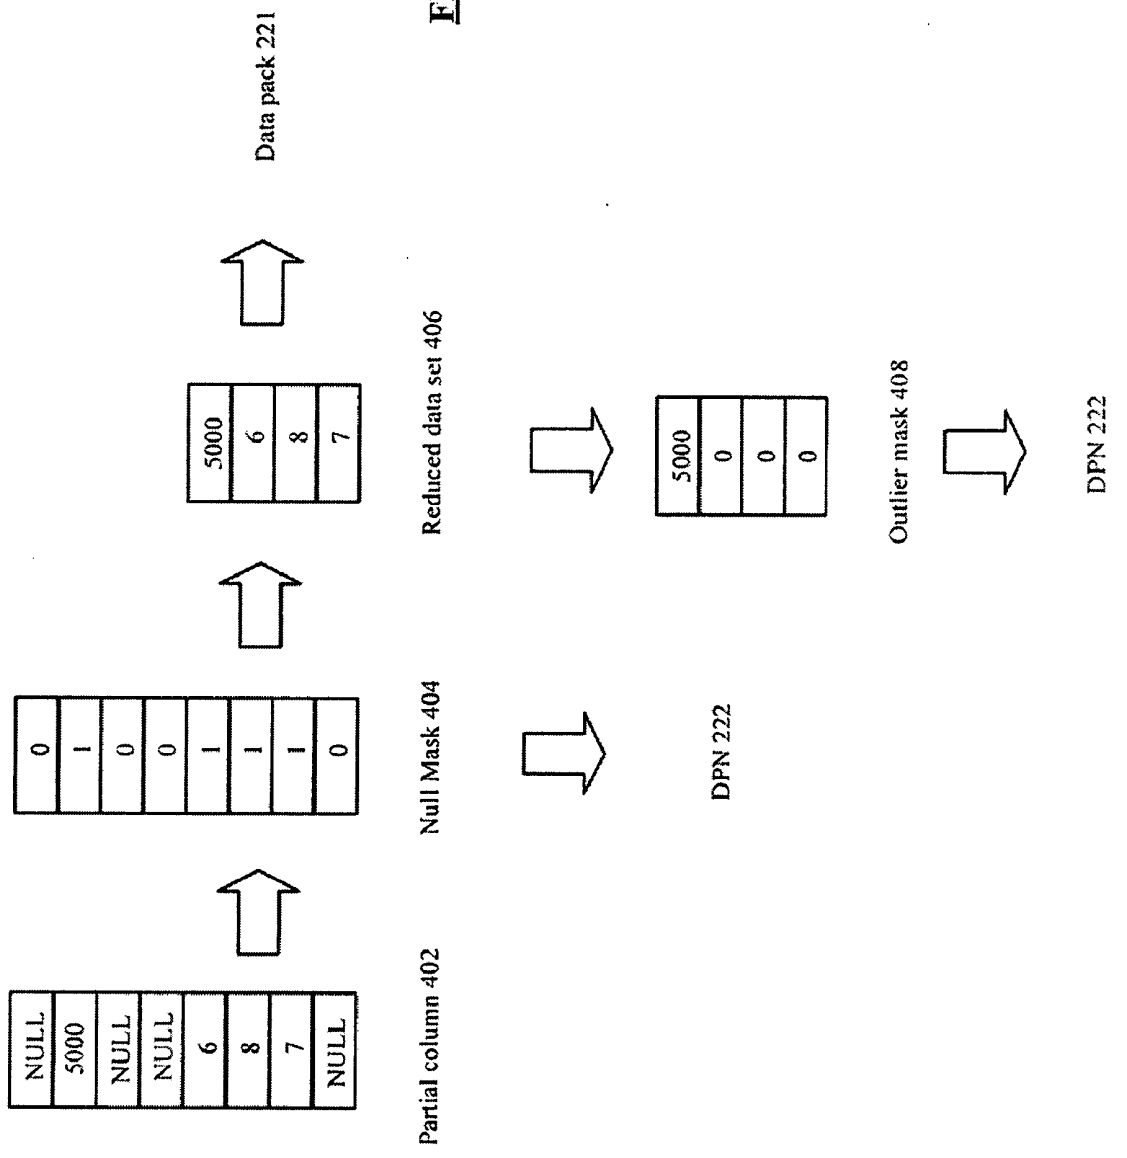 NULL
5000
NULL
NULL
6
8
7
NULL
Partial column 402
0
1
0
0
1
1
1
0
Null Mask 404
DPN 222
5000
6
8
7
Reduced data set 406
Data pack 221
5000
0
0
0
Outlier mask 408
DPN 222